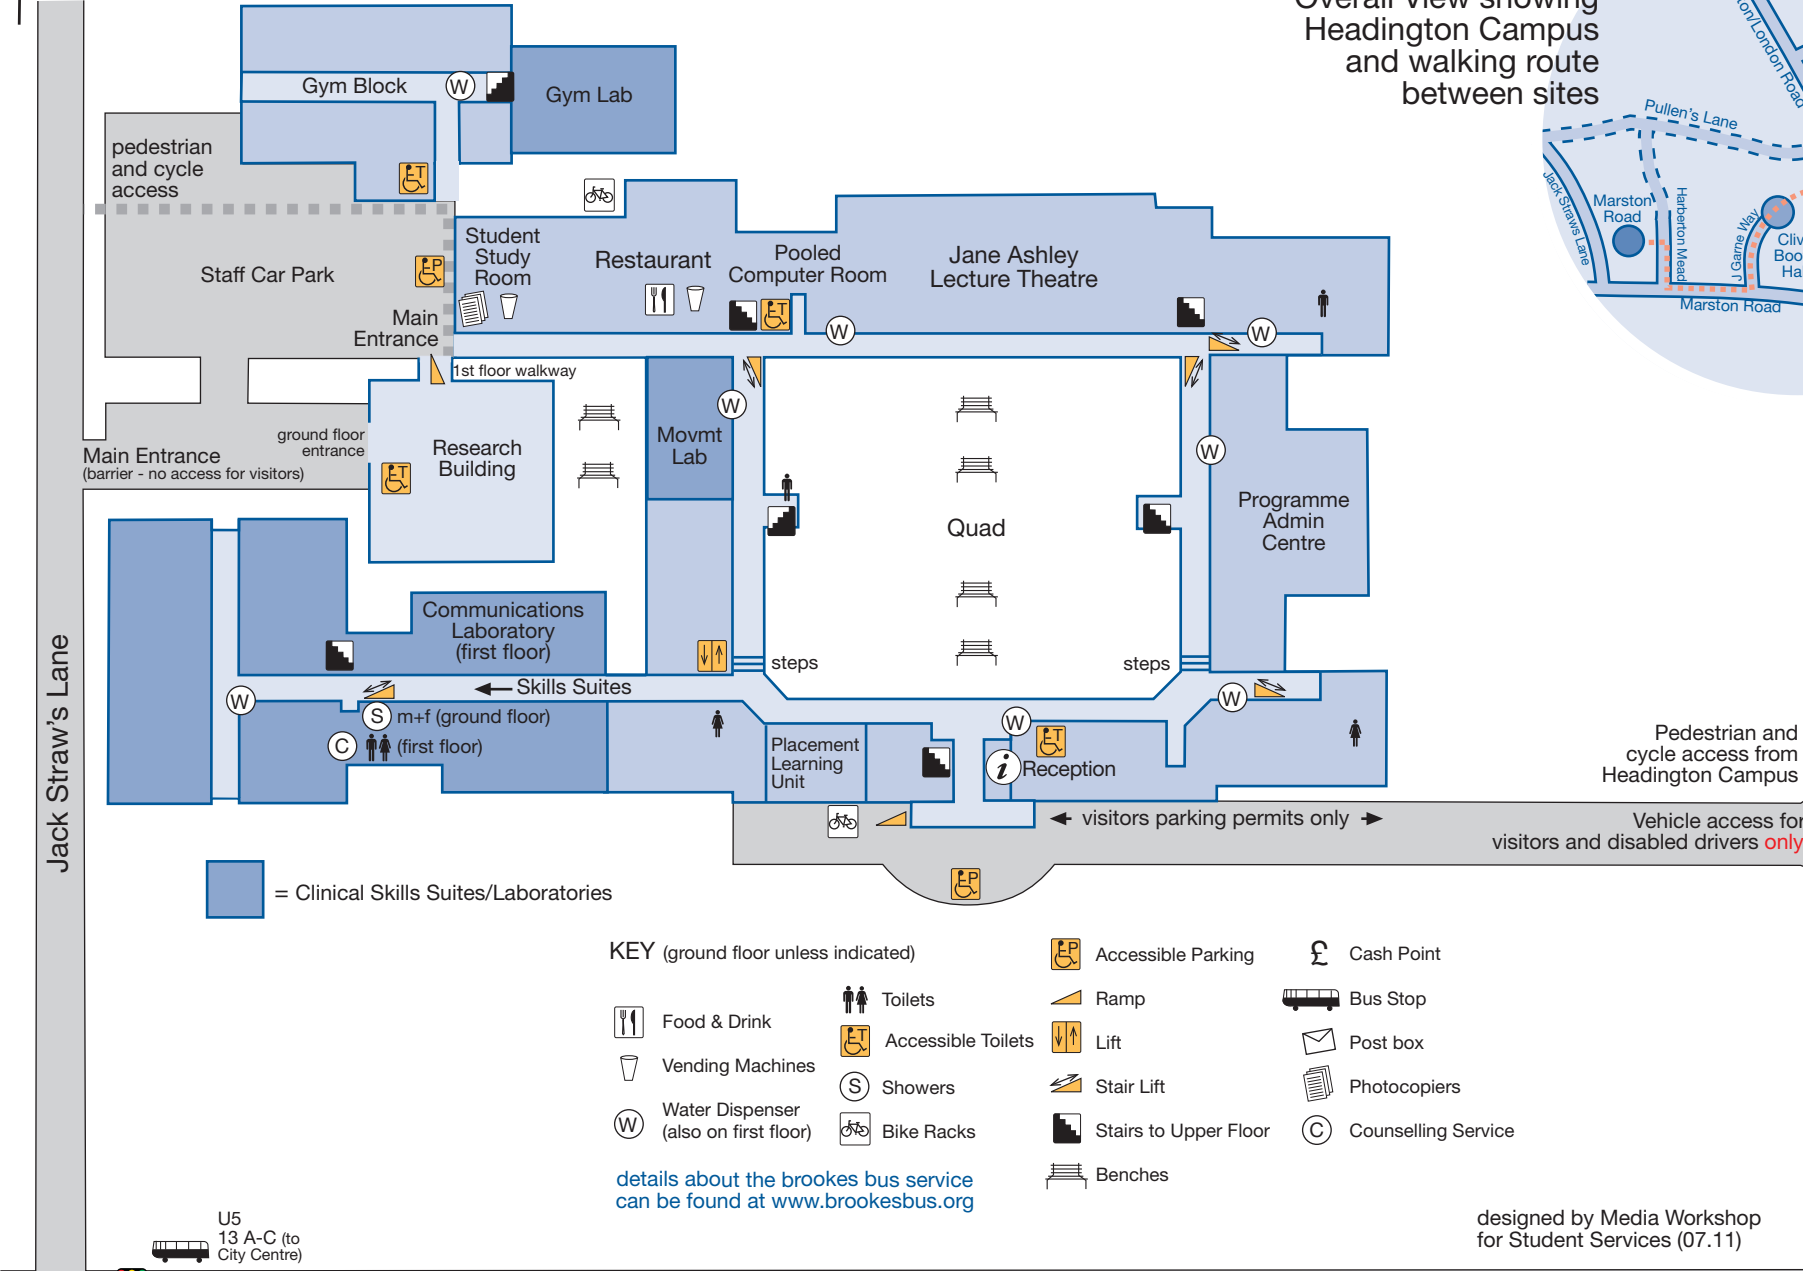 Overall view showing
Headington Campus
and walking route
between sites
Pullen's Lane
Jack Straws Lane
Marston
Road
Harberton Mead
J Garne Way
Marston Road
Gym Block
W
Gym Lab
pedestrian
and cycle
access
T
Student
Study
Room
Restaurant
Pooled
Computer Room
Jane Ashley
Lecture Theatre
Staff Car Park
P
T
W
W
Main
Entrance
1st floor walkway
W
Movmt
Lab
ground floor
entrance
Research
Building
T
Main Entrance
(barrier - no access for visitors)
W
Programme
Admin
Centre
Quad
Communications
Laboratory
(first floor)
steps
steps
Skills Suites
W
W
S m+f (ground floor)
C (first floor)
W
T
Placement
Learning
Unit
i Reception
Jack Straw's Lane
Pedestrian and
cycle access from
Headington Campus
visitors parking permits only
Vehicle access for
visitors and disabled drivers only
P
= Clinical Skills Suites/Laboratories
KEY (ground floor unless indicated)
Food & Drink
Vending Machines
W Water Dispenser
(also on first floor)
Toilets
T Accessible Toilets
S Showers
Bike Racks
P Accessible Parking
Ramp
Lift
Stair Lift
Stairs to Upper Floor
Benches
£ Cash Point
Bus Stop
Post box
Photocopiers
C Counselling Service
details about the brookes bus service
can be found at www.brookesbus.org
U5
13 A-C (to
City Centre)
designed by Media Workshop
for Student Services (07.11)